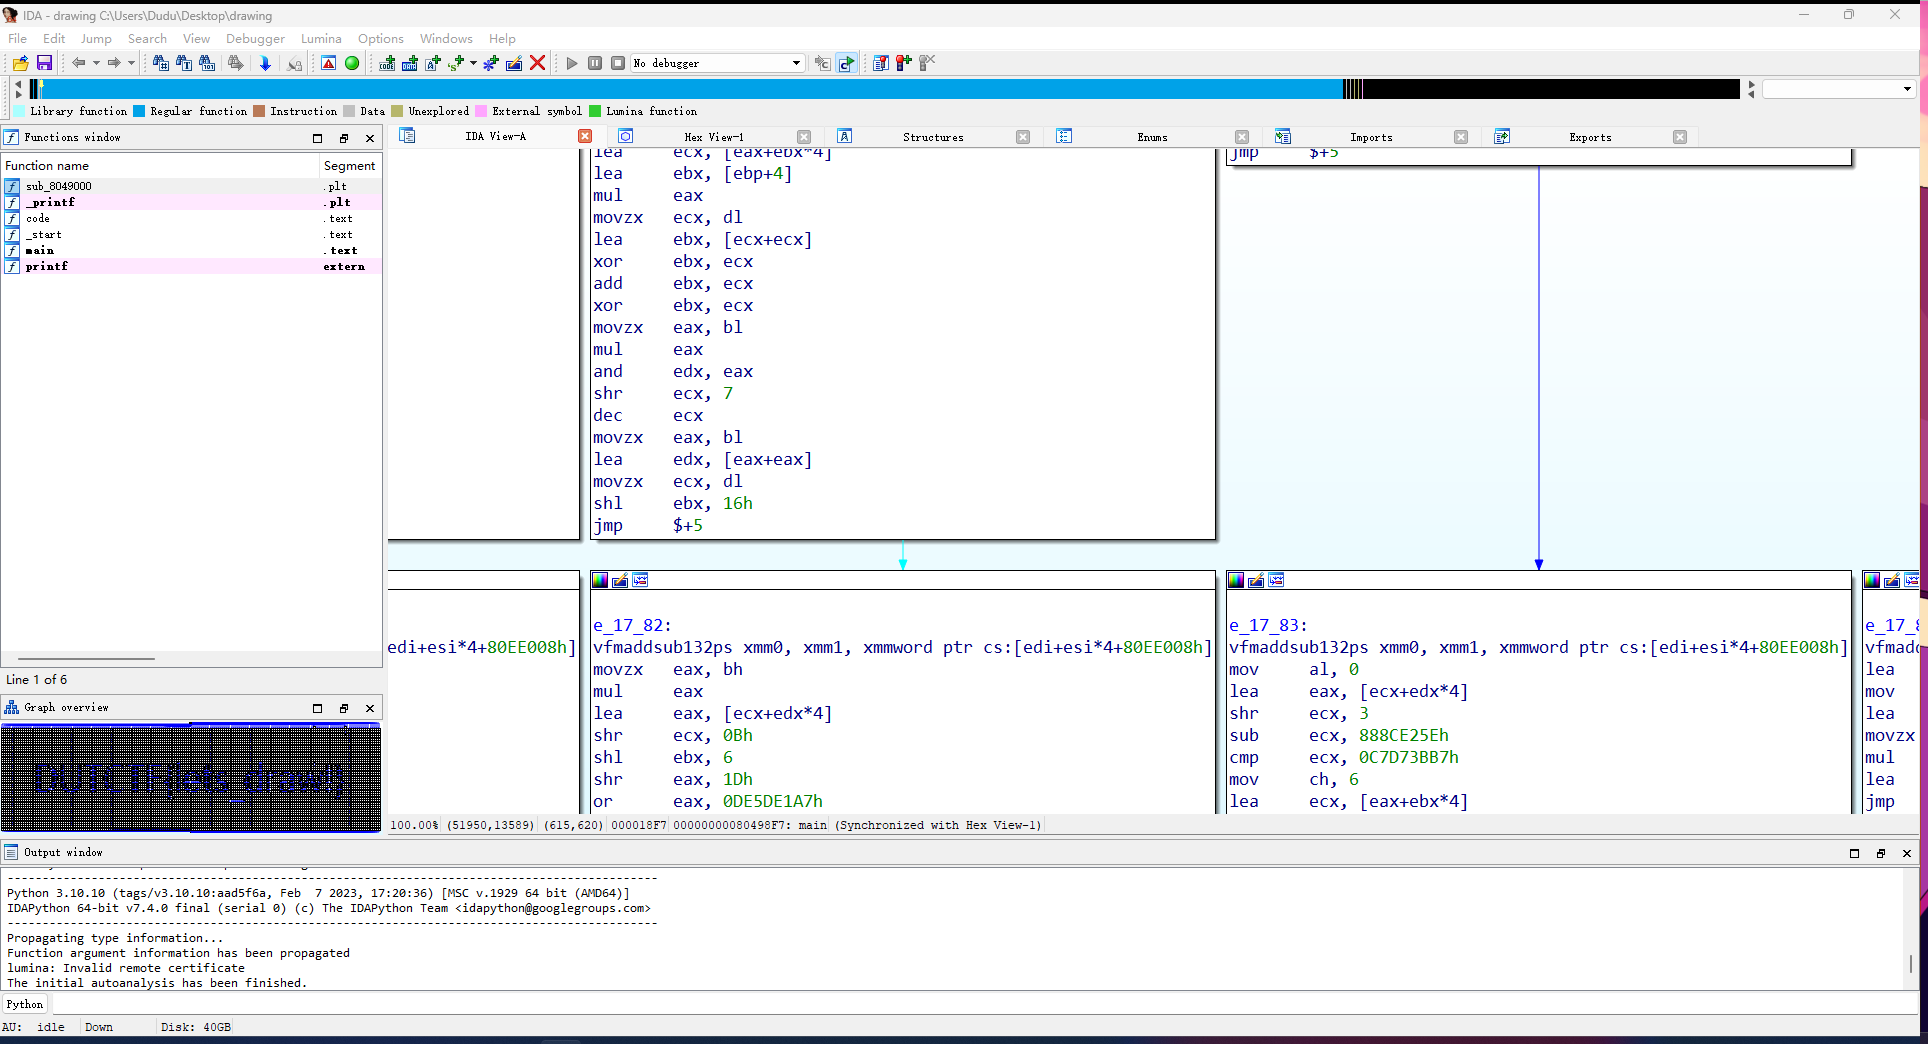 IDA - drawing C:\Users\Dudu\Desktop\drawing
File Edit Jump Search View Debugger Lumina Options Windows Help
No debugger
Library function Regular function Instruction Data Unexplored External symbol Lumina function
Functions window
IDA View-A Hex View-1 Structures Enums Imports Exports
Function name Segment
sub_8049000 .plt
_printf .plt
code .text
_start .text
main .text
printf extern
Line 1 of 6
Graph overview
lea ecx, [eax+ebx*4]
lea ebx, [ebp+4]
mul eax
movzx ecx, dl
lea ebx, [ecx+ecx]
xor ebx, ecx
add ebx, ecx
xor ebx, ecx
movzx eax, bl
mul eax
and edx, eax
shr ecx, 7
dec ecx
movzx eax, bl
lea edx, [eax+eax]
movzx ecx, dl
shl ebx, 16h
jmp $+5
jmp $+5
edi+esi*4+80EE008h]
e_17_82:
vfmaddsub132ps xmm0, xmm1, xmmword ptr cs:[edi+esi*4+80EE008h]
movzx eax, bh
mul eax
lea eax, [ecx+edx*4]
shr ecx, 0Bh
shl ebx, 6
shr eax, 1Dh
or eax, 0DE5DE1A7h
e_17_83:
vfmaddsub132ps xmm0, xmm1, xmmword ptr cs:[edi+esi*4+80EE008h]
mov al, 0
lea eax, [ecx+edx*4]
shr ecx, 3
sub ecx, 888CE25Eh
cmp ecx, 0C7D73BB7h
mov ch, 6
lea ecx, [eax+ebx*4]
lea
mov
lea
movzx
mul
lea
jmp
100.00% (51950,13589) (615,620) 000018F7 00000000080498F7: main (Synchronized with Hex View-1)
Output window
Python 3.10.10 (tags/v3.10.10:aad5f6a, Feb 7 2023, 17:20:36) [MSC v.1929 64 bit (AMD64)]
IDAPython 64-bit v7.4.0 final (serial 0) (c) The IDAPython Team <idapython@googlegroups.com>
Propagating type information...
Function argument information has been propagated
lumina: Invalid remote certificate
The initial autoanalysis has been finished.
Python
AU: idle Down Disk: 40GB